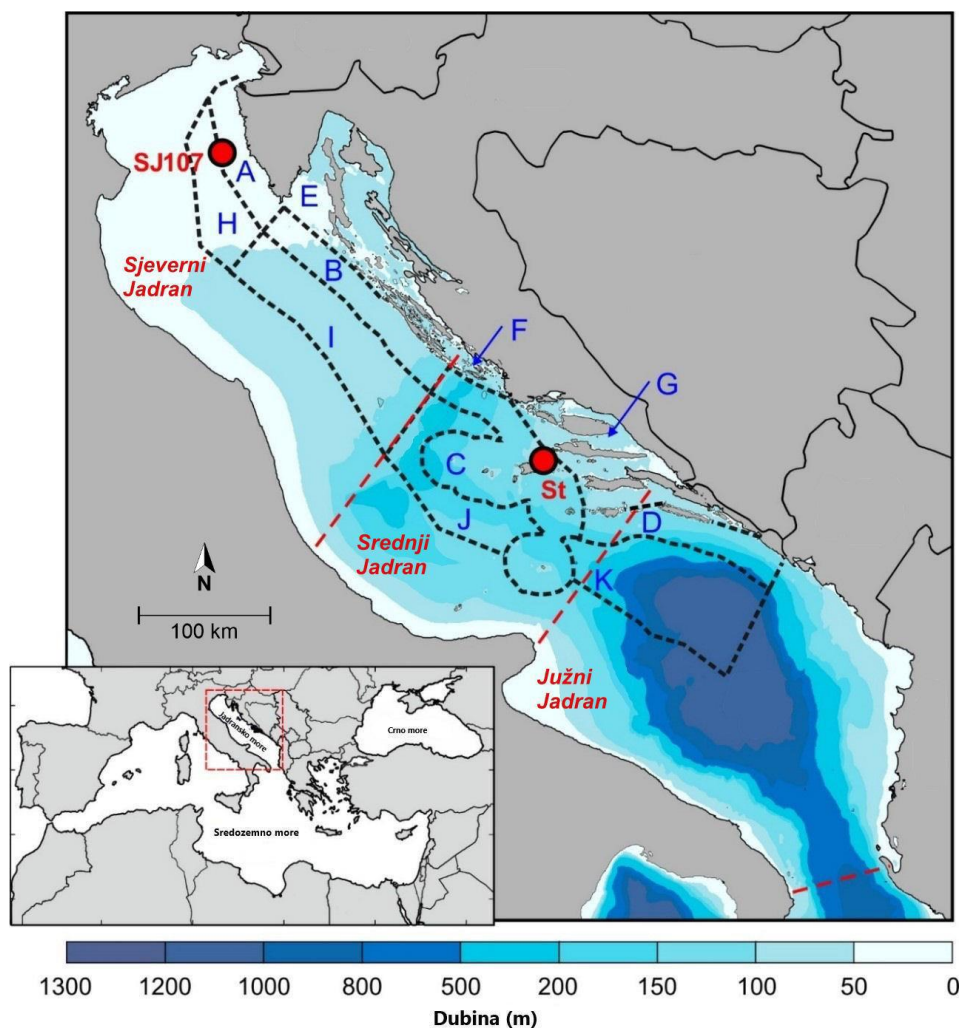 SJ107
A
E
H
Sjeverni
Jadran
B
I
F
G
C
St
J
D
Srednji
Jadran
K
N
100 km
Južni
Jadran
Jadransko more
Crno more
Sredozemno more
1300 1200 1000 800 500 200 150 100 50 0
Dubina (m)